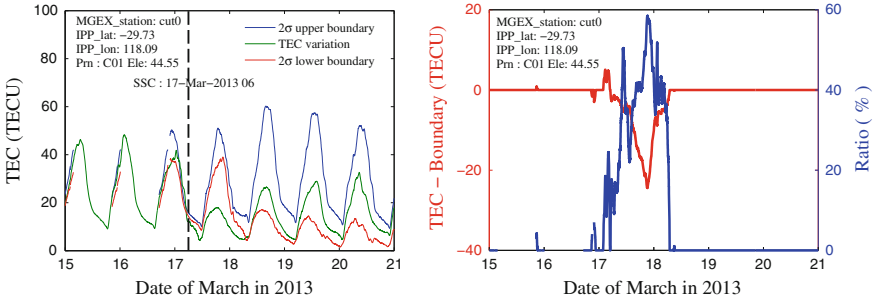 MGEX_station: cut0
IPP_lat: −29.73
IPP_lon: 118.09
Prn : C01 Ele: 44.55
2σ upper boundary
TEC variation
2σ lower boundary
SSC : 17−Mar−2013 06
TEC (TECU)
100
80
60
40
20
0
15 16 17 18 19 20 21
Date of March in 2013
MGEX_station: cut0
IPP_lat: −29.73
IPP_lon: 118.09
Prn : C01 Ele: 44.55
TEC − Boundary (TECU)
20
0
−20
−40
15 16 17 18 19 20 21
Date of March in 2013
60
40
20
0
Ratio ( % )